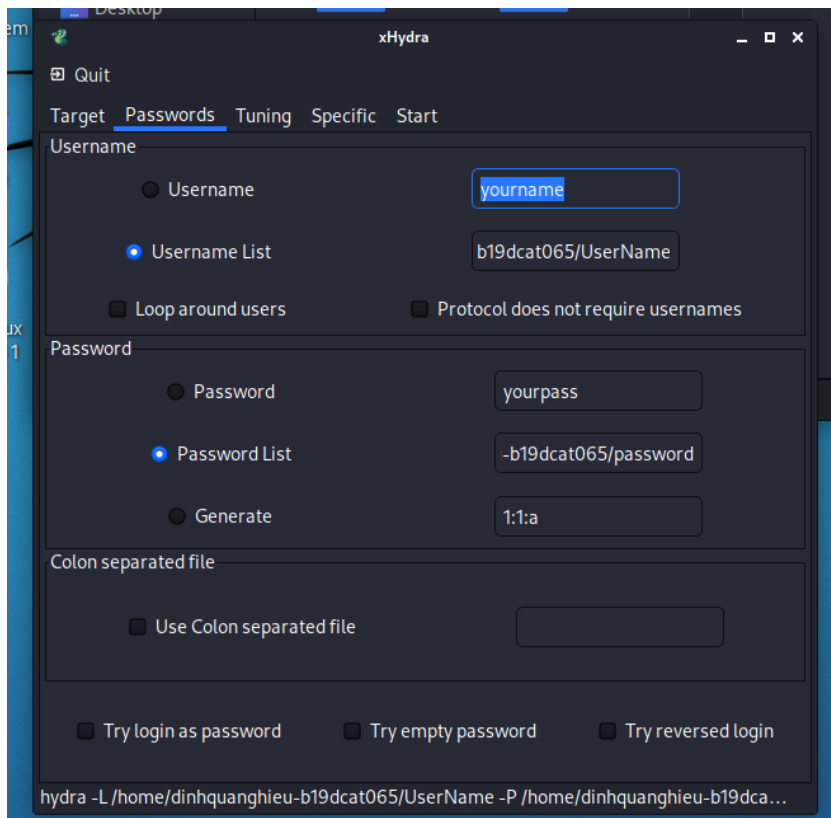 Desktop
em
xHydra
Quit
Target Passwords Tuning Specific Start
Username
Username yourname
Username List b19dcat065/UserName
Loop around users Protocol does not require usernames
ux
1
Password
Password yourpass
Password List -b19dcat065/password
Generate 1:1:a
Colon separated file
Use Colon separated file
Try login as password Try empty password Try reversed login
hydra -L /home/dinhquanghieu-b19dcat065/UserName -P /home/dinhquanghieu-b19dca...